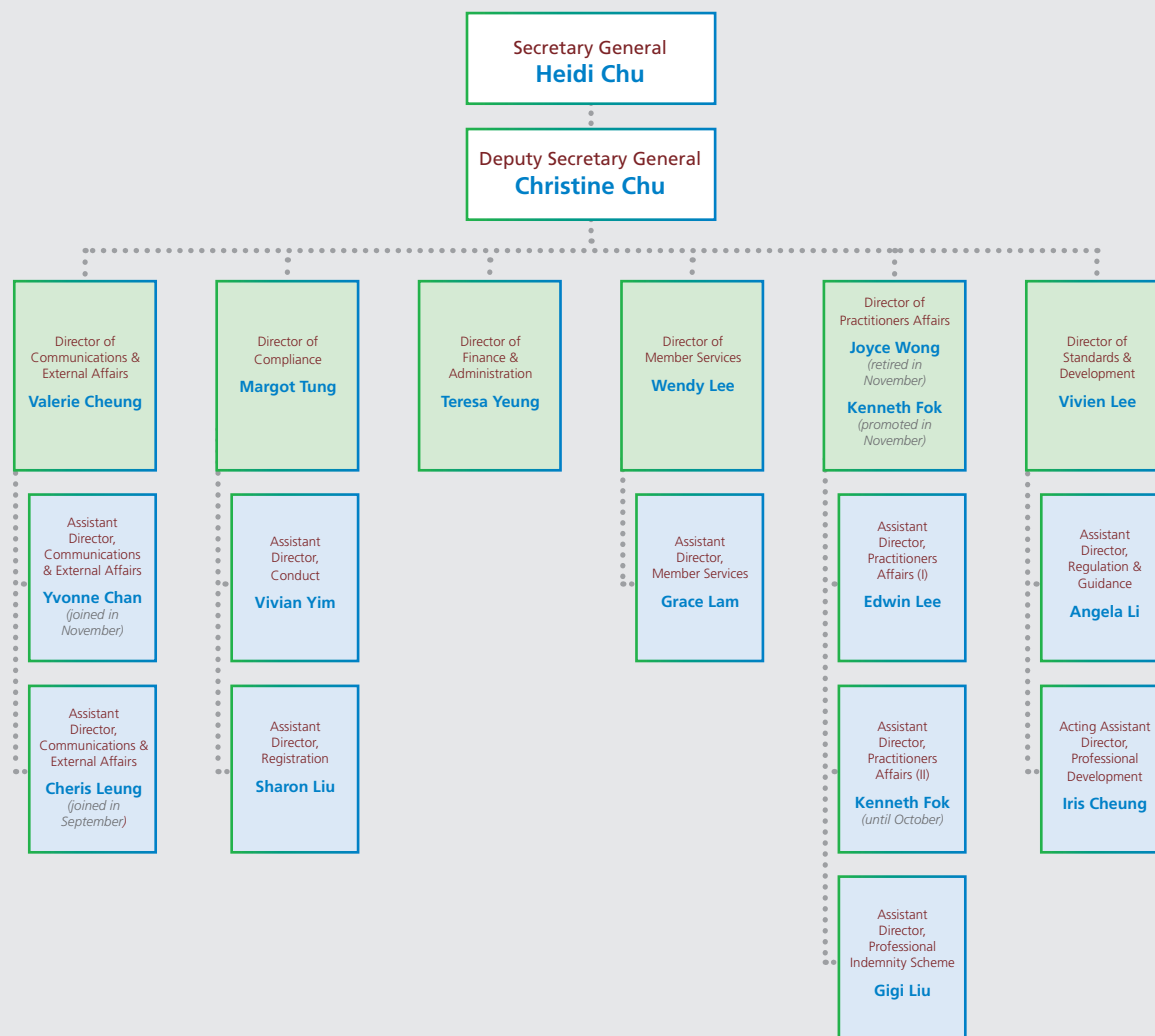 Secretary General
Heidi Chu
Deputy Secretary General
Christine Chu
Director of
Communications &
External Affairs
Valerie Cheung
Director of
Compliance
Margot Tung
Director of
Finance &
Administration
Teresa Yeung
Director of
Member Services
Wendy Lee
Director of
Practitioners Affairs
Joyce Wong
(retired in
November)
Kenneth Fok
(promoted in
November)
Director of
Standards &
Development
Vivien Lee
Assistant
Director,
Communications
& External Affairs
Yvonne Chan
(joined in
November)
Assistant
Director,
Conduct
Vivian Yim
Assistant
Director,
Member Services
Grace Lam
Assistant
Director,
Practitioners
Affairs (I)
Edwin Lee
Assistant
Director,
Regulation &
Guidance
Angela Li
Assistant
Director,
Communications &
External Affairs
Cheris Leung
(joined in
September)
Assistant
Director,
Registration
Sharon Liu
Assistant
Director,
Practitioners
Affairs (II)
Kenneth Fok
(until October)
Acting Assistant
Director,
Professional
Development
Iris Cheung
Assistant
Director,
Professional
Indemnity Scheme
Gigi Liu